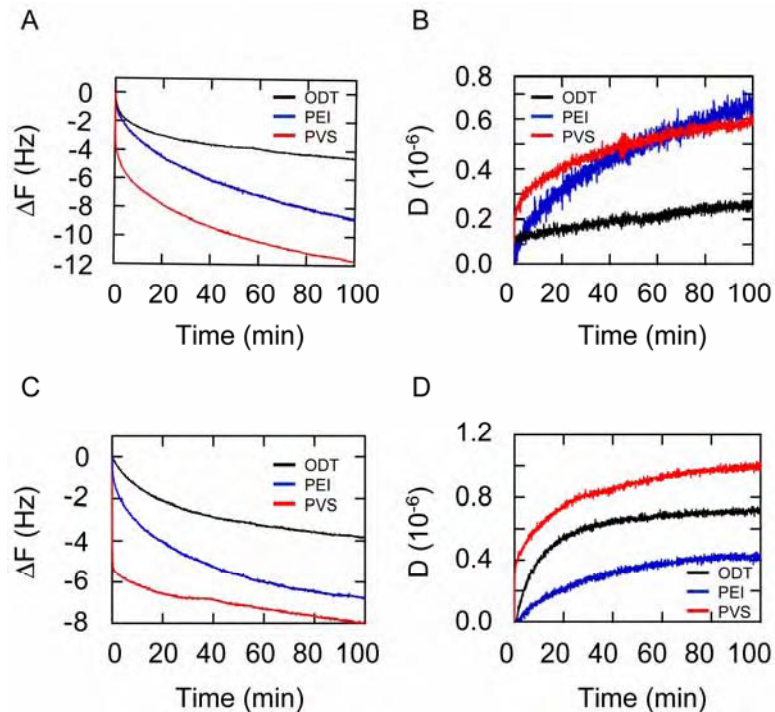 A
0
-2
-4
-6
-8
-10
-12
ΔF (Hz)
ODT
PEI
PVS
0 20 40 60 80 100
Time (min)
B
0.8
0.6
0.4
0.2
0.0
D (10⁻⁶)
ODT
PEI
PVS
0 20 40 60 80 100
Time (min)
C
0
-2
-4
-6
-8
ΔF (Hz)
ODT
PEI
PVS
0 20 40 60 80 100
Time (min)
D
1.2
0.8
0.4
0.0
D (10⁻⁶)
ODT
PEI
PVS
0 20 40 60 80 100
Time (min)